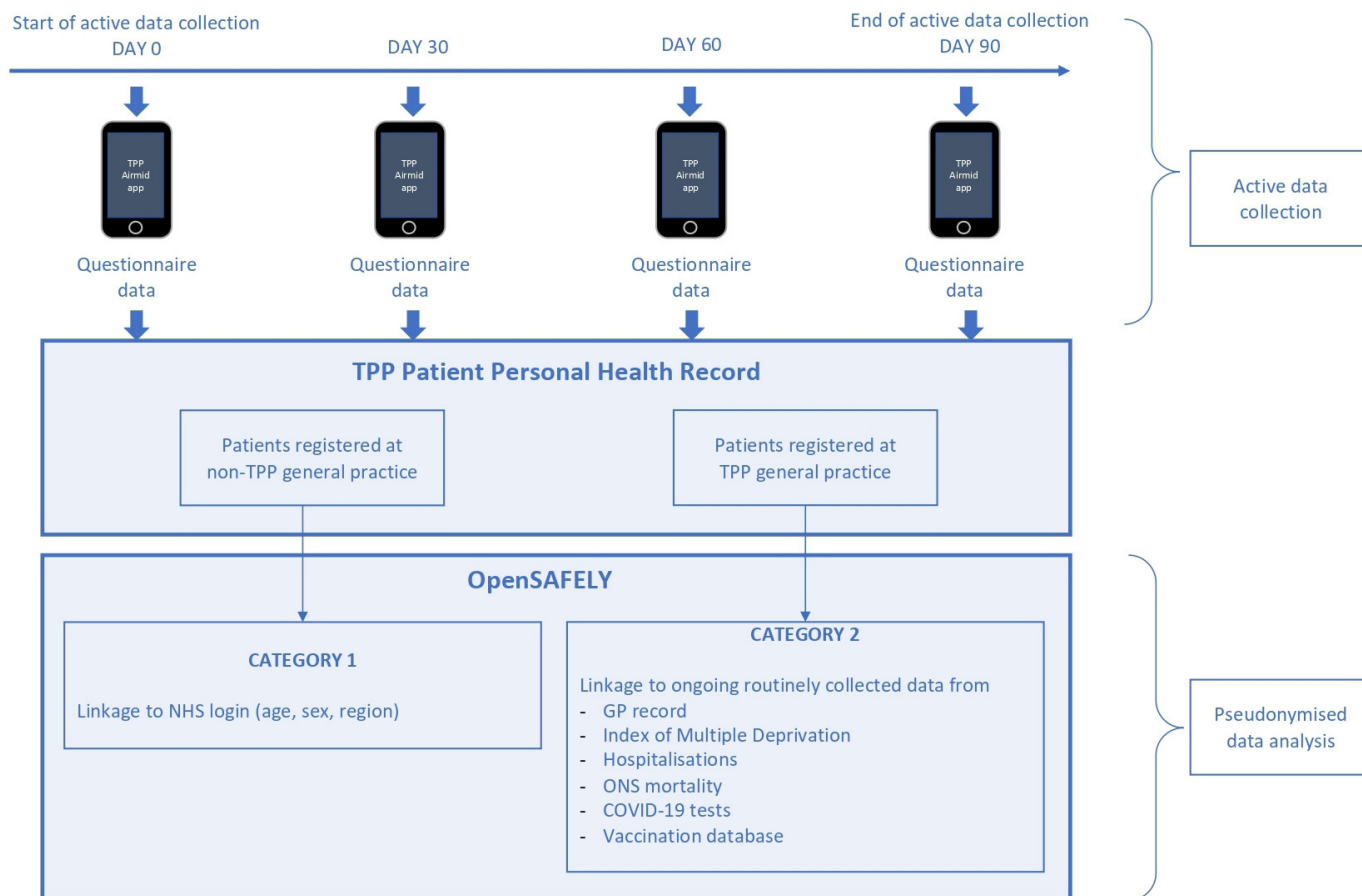 Start of active data collection
DAY 0
DAY 30
DAY 60
End of active data collection
DAY 90
TPP
Airmid
app
TPP
Airmid
app
TPP
Airmid
app
TPP
Airmid
app
Questionnaire
data
Questionnaire
data
Questionnaire
data
Questionnaire
data
Active data
collection
TPP Patient Personal Health Record
Patients registered at
non-TPP general practice
Patients registered at
TPP general practice
OpenSAFELY
CATEGORY 1
Linkage to NHS login (age, sex, region)
CATEGORY 2
Linkage to ongoing routinely collected data from
- GP record
- Index of Multiple Deprivation
- Hospitalisations
- ONS mortality
- COVID-19 tests
- Vaccination database
Pseudonymised
data analysis